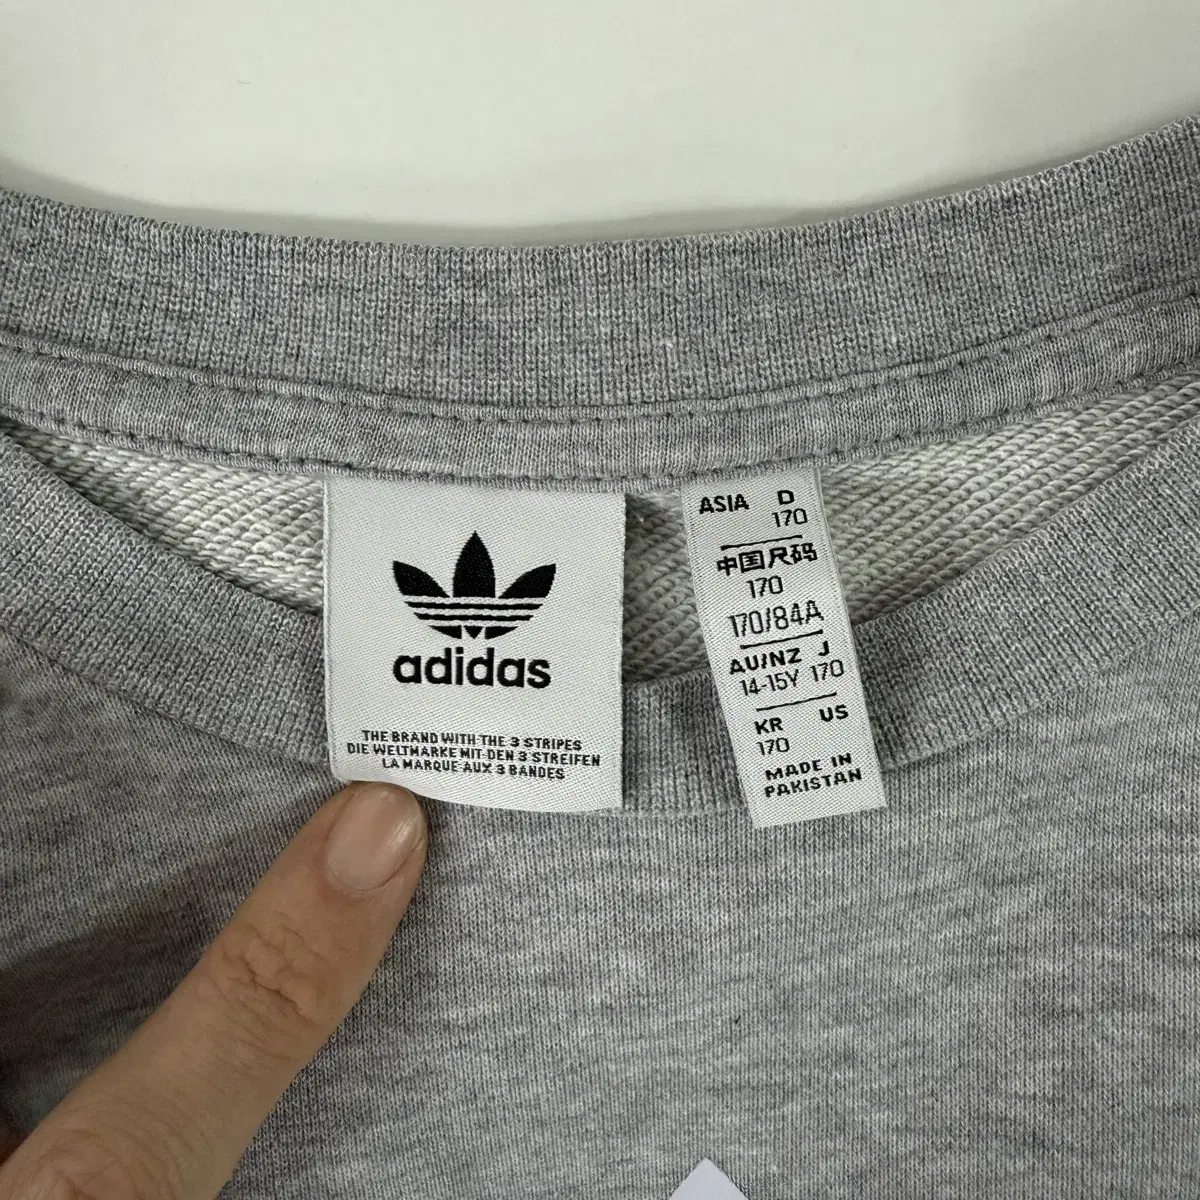 adidas
THE BRAND WITH THE 3 STRIPES
DIE WELTMARKE MIT DEN 3 STREIFEN
LA MARQUE AUX 3 BANDES
ASIA D
170
中国尺码
170
170/84A
AU/NZ J
14-15Y 170
KR US
170
MADE IN
PAKISTAN